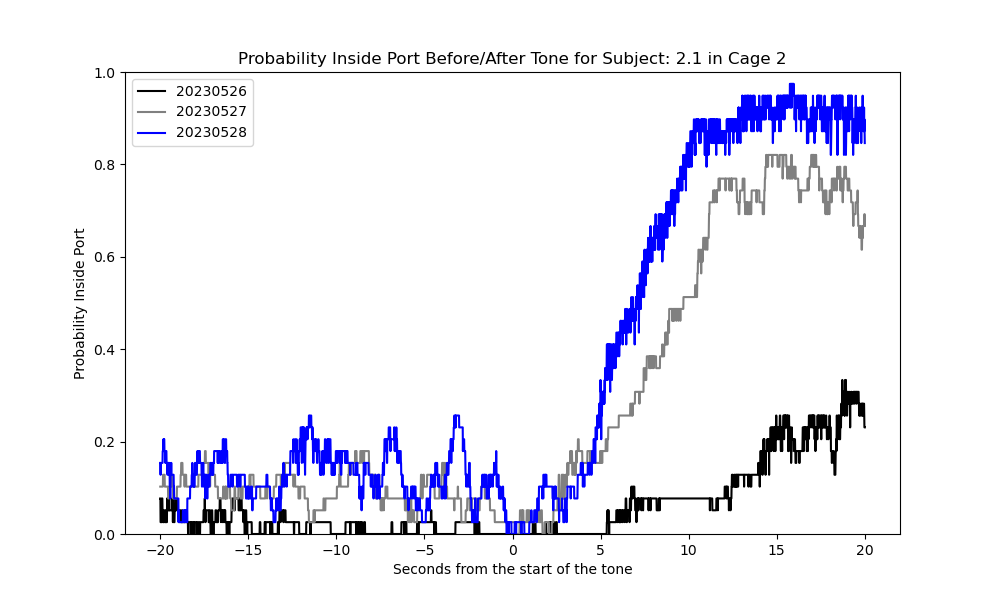 Probability Inside Port Before/After Tone for Subject: 2.1 in Cage 2
20230526
20230527
20230528
1.0
0.8
0.6
0.4
0.2
0.0
Probability Inside Port
−20 −15 −10 −5 0 5 10 15 20
Seconds from the start of the tone